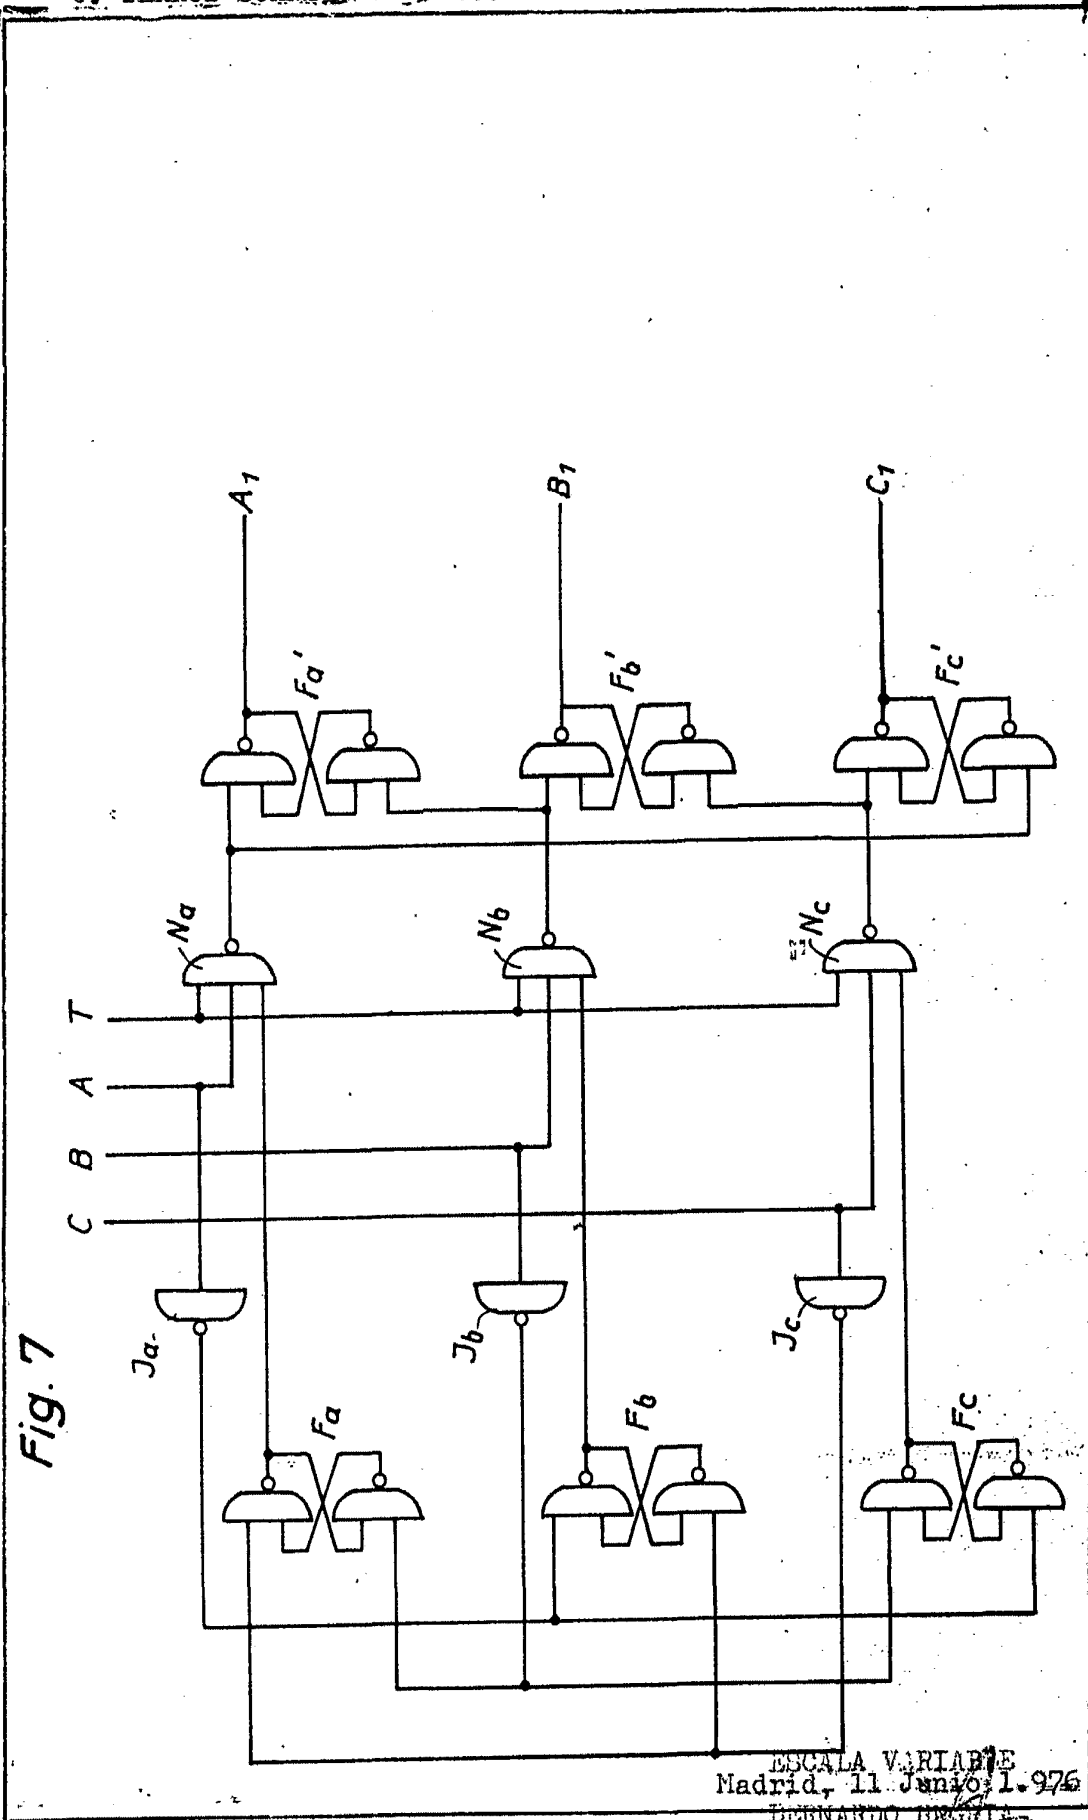 Fig. 7
C
B
A
T
Ja
Jb
Jc
Na
Nb
Nc
Fa
Fb
Fc
Fa'
Fb'
Fc'
A1
B1
C1
ESCALA VARIABLE
Madrid, 11 Junio 1.976
BERNARDO